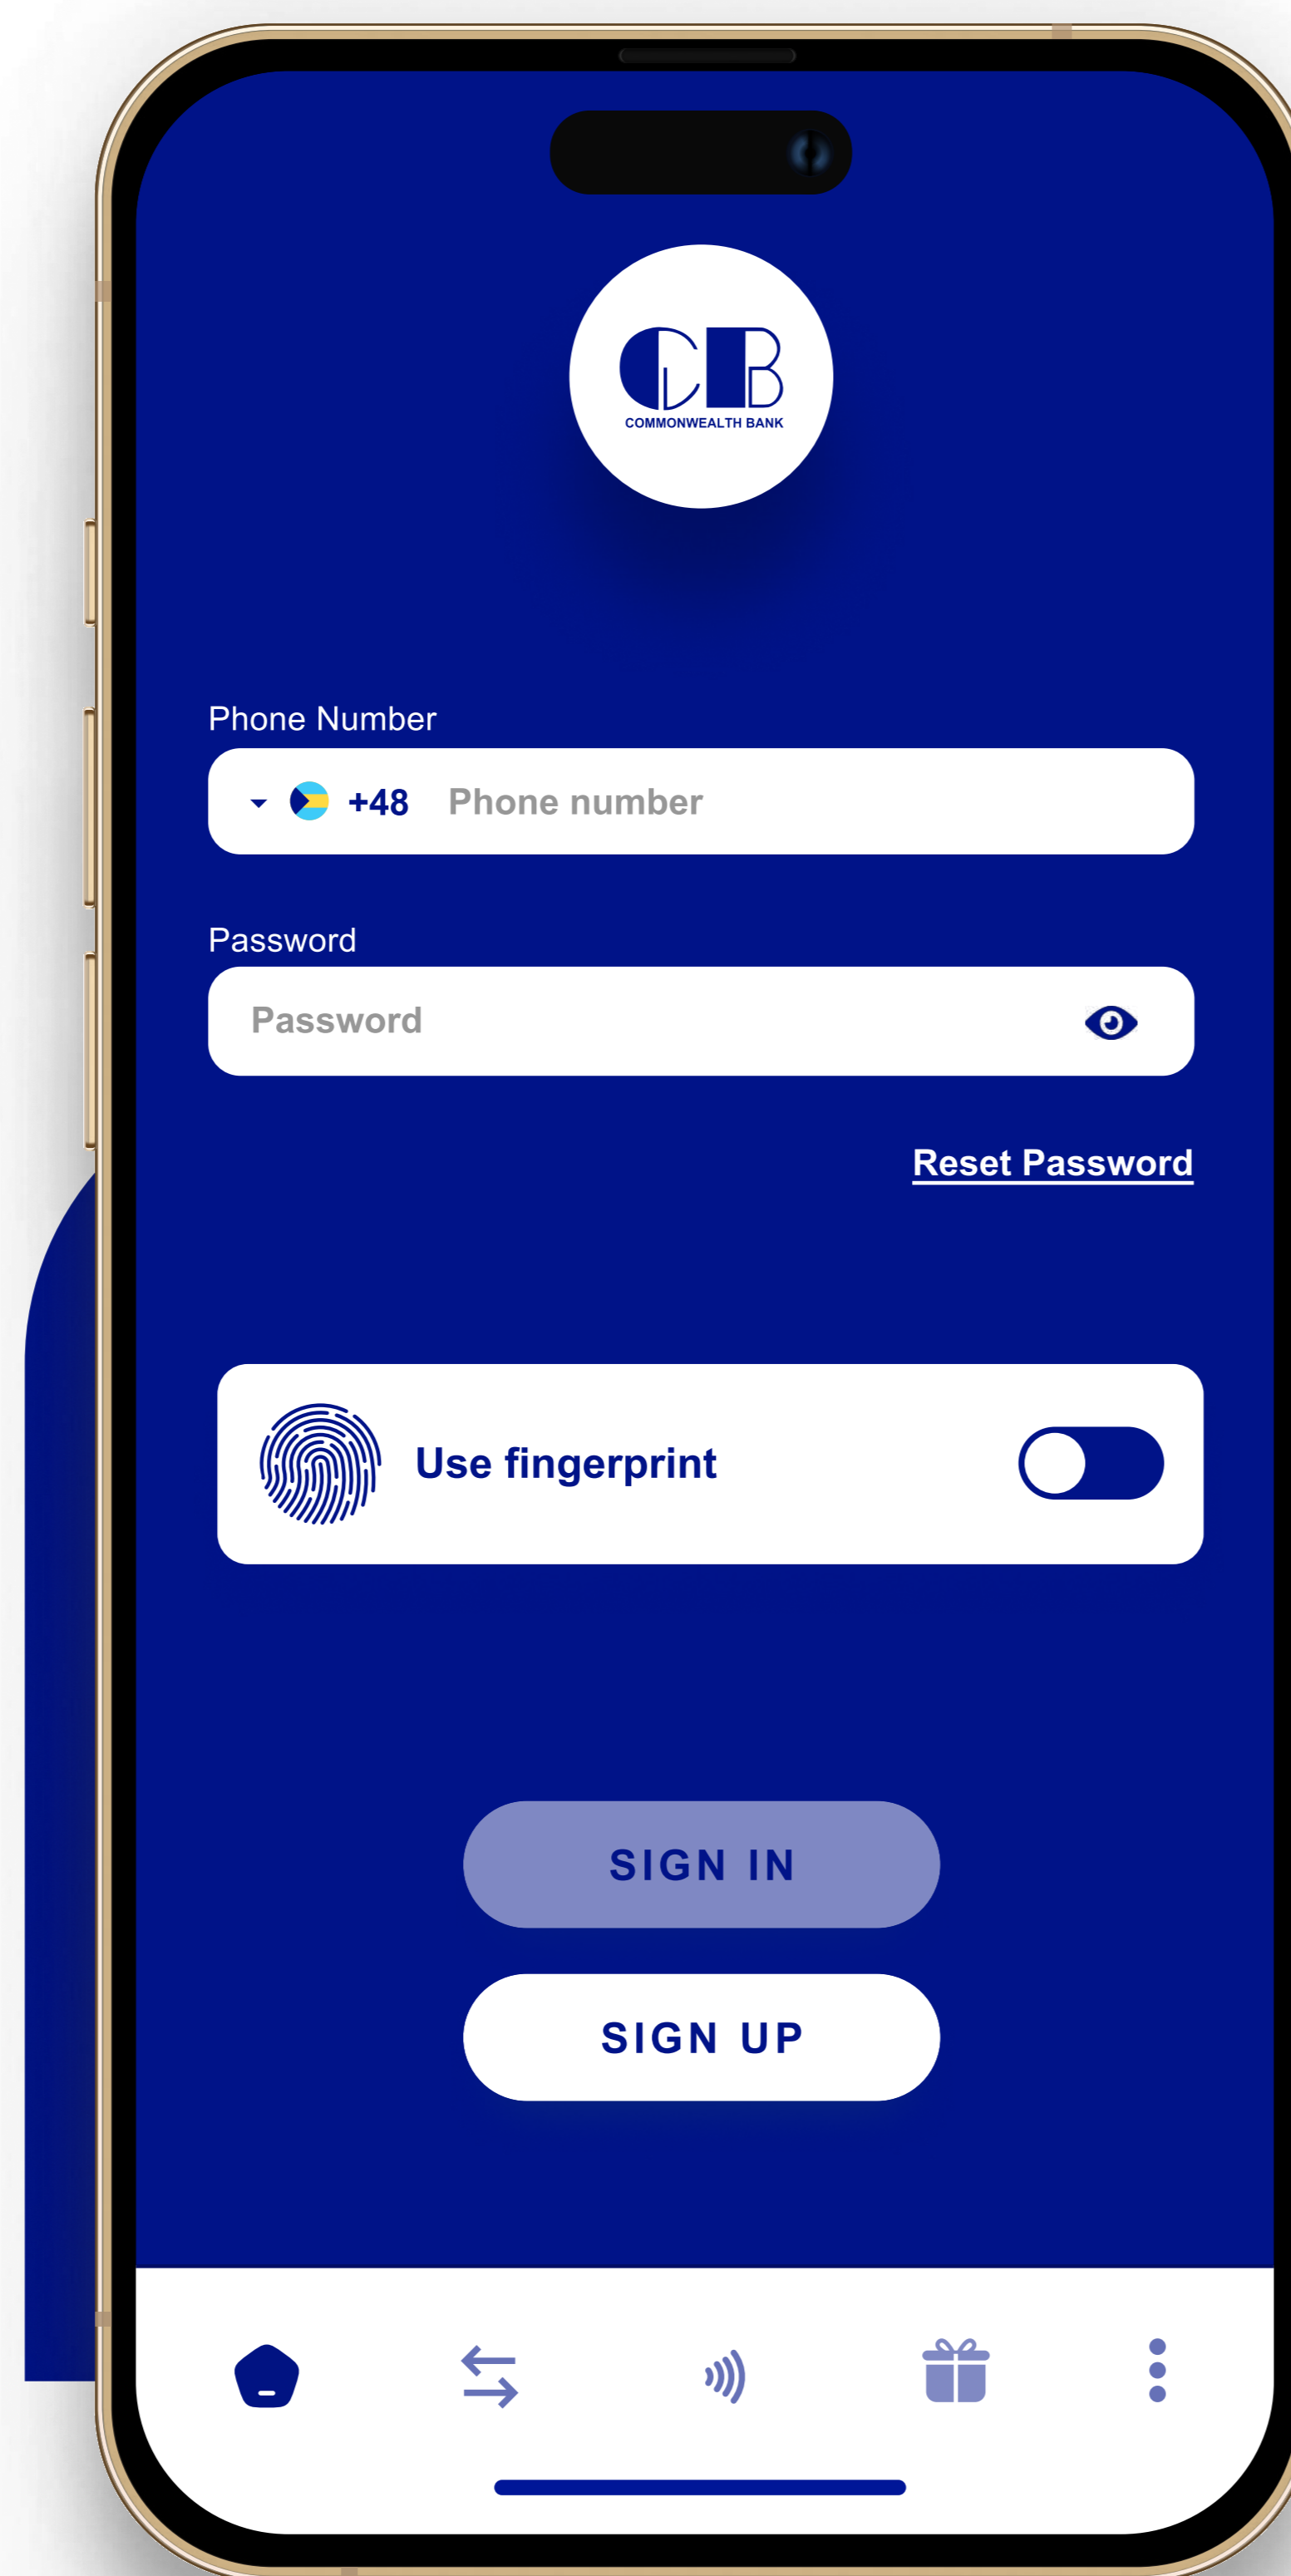 CB
COMMONWEALTH BANK
Phone Number
+48 Phone number
Password
Password
Reset Password
Use fingerprint
SIGN IN
SIGN UP